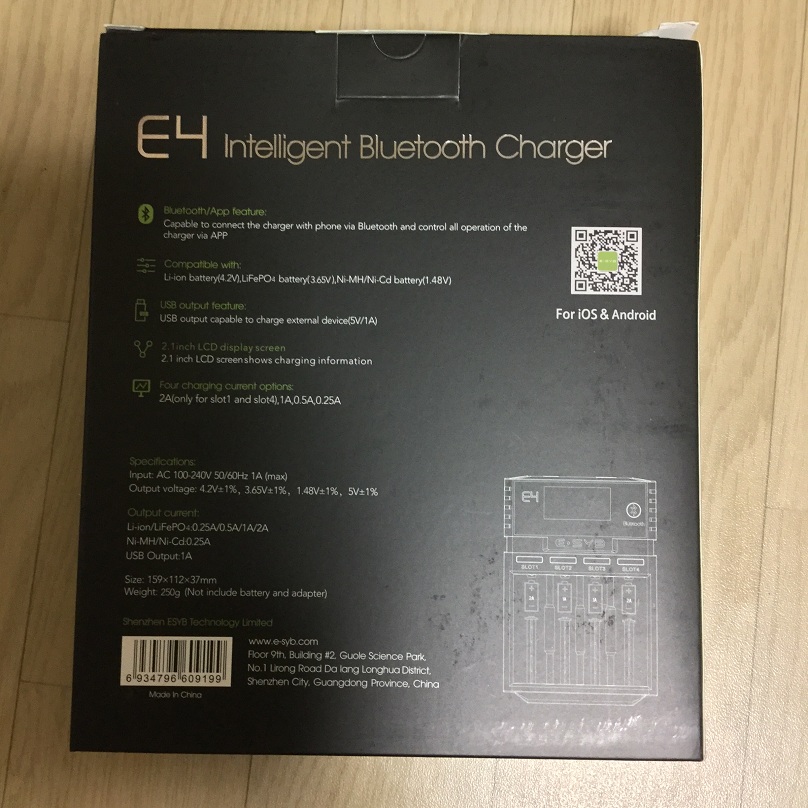 E4 Intelligent Bluetooth Charger
Bluetooth/App feature:
Capable to connect the charger with phone via Bluetooth and control all operation of the
charger via APP
Compatible with:
Li-ion battery(4.2V),LiFePO4 battery(3.65V),Ni-MH/Ni-Cd battery(1.48V)
USB output feature:
USB output capable to charge external device(5V/1A)
2.1inch LCD display screen
2.1 inch LCD screen shows charging information
Four charging current options:
2A(only for slot1 and slot4),1A,0.5A,0.25A
For iOS & Android
Specifications:
Input: AC 100-240V 50/60Hz 1A (max)
Output voltage: 4.2V±1%, 3.65V±1%, 1.48V±1%, 5V±1%
Output current:
Li-ion/LiFePO4:0.25A/0.5A/1A/2A
Ni-MH/Ni-Cd:0.25A
USB Output:1A
Size: 159×112×37mm
Weight: 250g (Not include battery and adapter)
Shenzhen ESYB Technology Limited
www.e-syb.com
Floor 9th, Building #2, Guole Science Park,
No.1 Lirong Road Da lang Longhua District,
Shenzhen City, Guangdong Province, China
6 934796 609199
Made in China
E4
Bluetooth
E·SYB
SLOT1 SLOT2 SLOT3 SLOT4